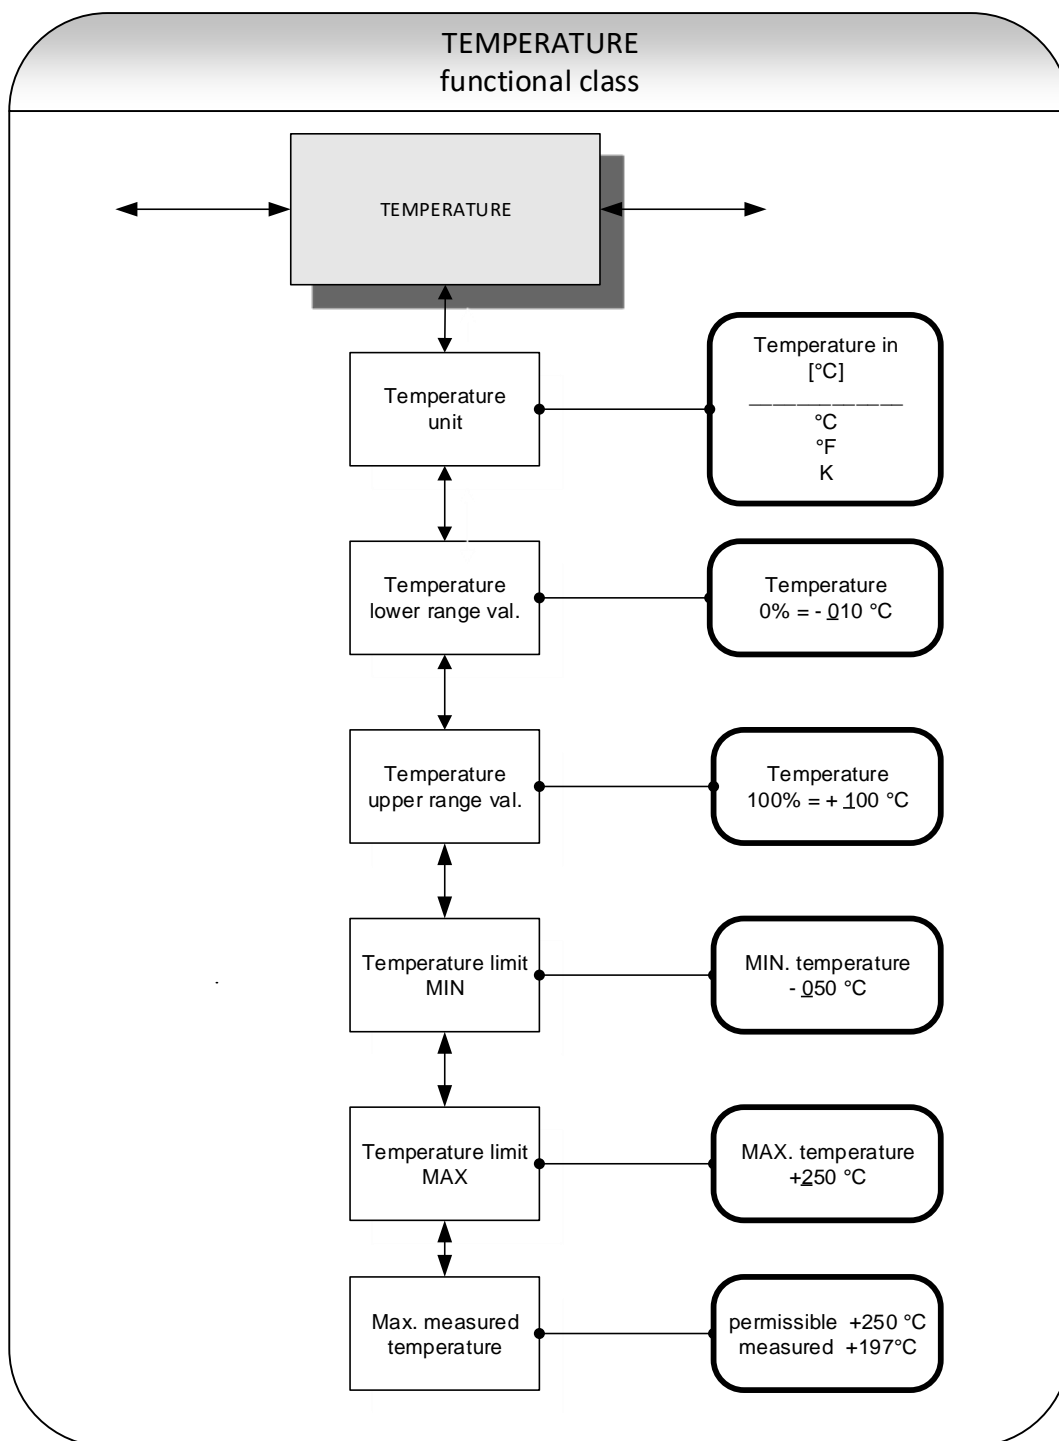 TEMPERATURE
functional class
TEMPERATURE
Temperature
unit
Temperature in
[°C]
_____________
°C
°F
K
Temperature
lower range val.
Temperature
0% = - 010 °C
Temperature
upper range val.
Temperature
100% = + 100 °C
Temperature limit
MIN
MIN. temperature
- 050 °C
Temperature limit
MAX
MAX. temperature
+250 °C
Max. measured
temperature
permissible +250 °C
measured +197°C